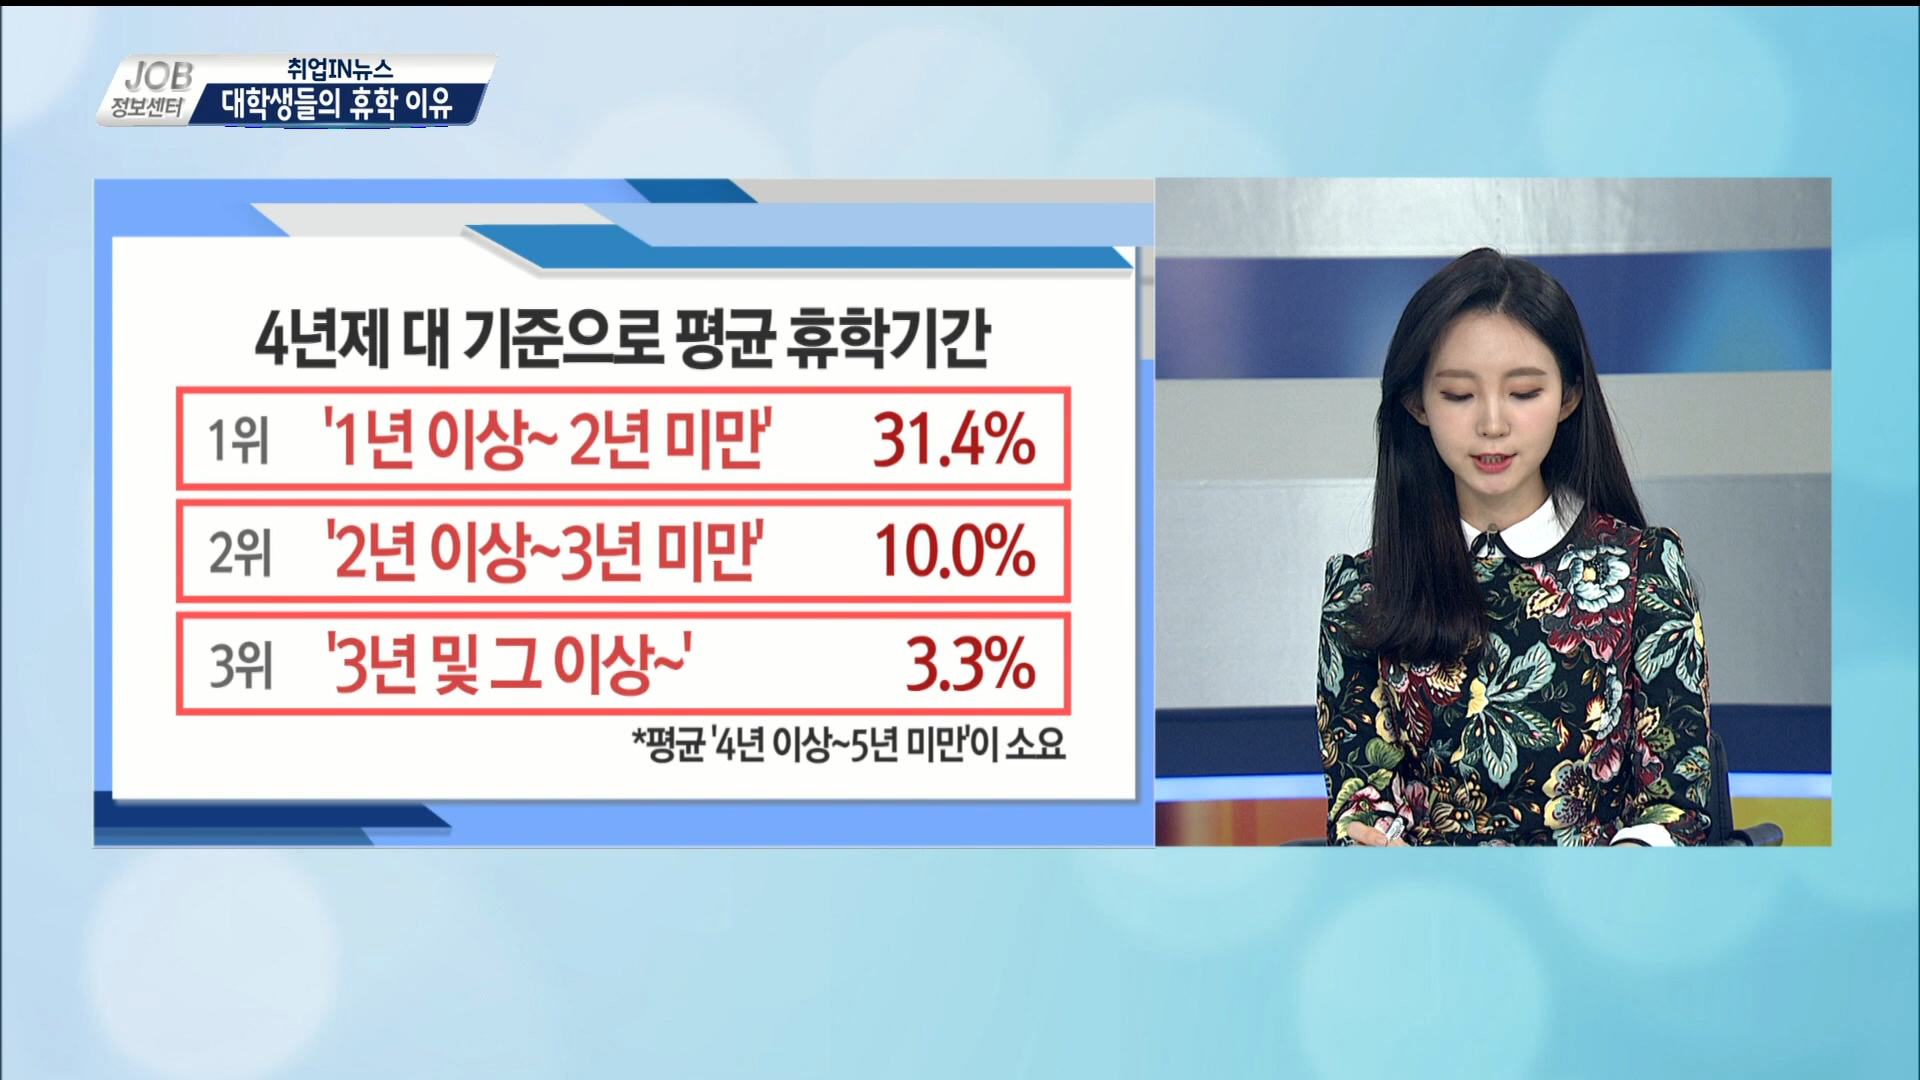 JOB
정보센터
취업IN뉴스
대학생들의 휴학 이유
4년제 대 기준으로 평균 휴학기간
1위 '1년 이상~ 2년 미만' 31.4%
2위 '2년 이상~3년 미만' 10.0%
3위 '3년 및 그 이상~' 3.3%
*평균 '4년 이상~5년 미만'이 소요